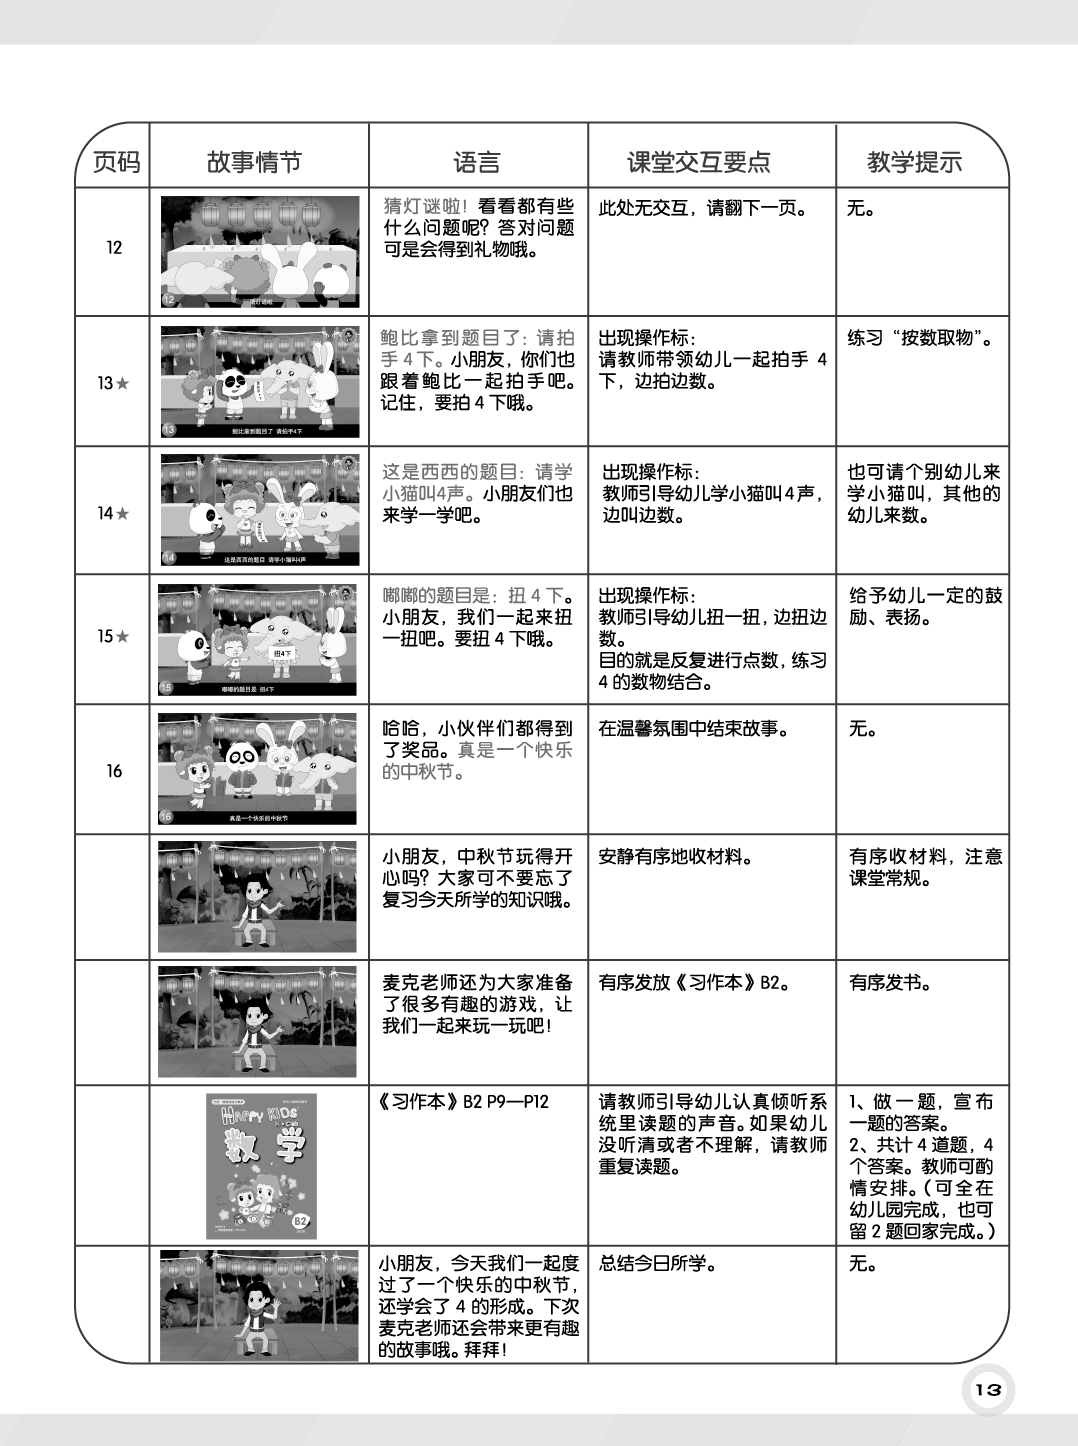 页码
故事情节
语言
课堂交互要点
教学提示
12
12
猜灯谜啦
猜灯谜啦！看看都有些
什么问题呢？答对问题
可是会得到礼物哦。
此处无交互，请翻下一页。
无。
13★
13
鲍比拿到题目了 请拍手4下
鲍比拿到题目了：请拍
手 4 下。小朋友，你们也
跟着鲍比一起拍手吧。
记住，要拍 4 下哦。
出现操作标：
请教师带领幼儿一起拍手 4
下，边拍边数。
练习“按数取物”。
14★
14
这是西西的题目 请学小猫叫4声
这是西西的题目：请学
小猫叫4声。小朋友们也
来学一学吧。
出现操作标：
教师引导幼儿学小猫叫4声，
边叫边数。
也可请个别幼儿来
学小猫叫，其他的
幼儿来数。
15★
扭4下
15
嘟嘟的题目是 扭4下
嘟嘟的题目是：扭 4 下。
小朋友，我们一起来扭
一扭吧。要扭 4 下哦。
出现操作标：
教师引导幼儿扭一扭，边扭边
数。
目的就是反复进行点数，练习
4 的数物结合。
给予幼儿一定的鼓
励、表扬。
16
16
真是一个快乐的中秋节
哈哈，小伙伴们都得到
了奖品。真是一个快乐
的中秋节。
在温馨氛围中结束故事。
无。
小朋友，中秋节玩得开
心吗？大家可不要忘了
复习今天所学的知识哦。
安静有序地收材料。
有序收材料，注意
课堂常规。
麦克老师还为大家准备
了很多有趣的游戏，让
我们一起来玩一玩吧！
有序发放《习作本》B2。
有序发书。
HAPPY KIDS
数学
B2
《习作本》B2 P9—P12
请教师引导幼儿认真倾听系
统里读题的声音。如果幼儿
没听清或者不理解，请教师
重复读题。
1、做一题，宣布
一题的答案。
2、共计 4 道题，4
个答案。教师可酌
情安排。（可全在
幼儿园完成，也可
留 2 题回家完成。）
小朋友，今天我们一起度
过了一个快乐的中秋节，
还学会了 4 的形成。下次
麦克老师还会带来更有趣
的故事哦。拜拜！
总结今日所学。
无。
13